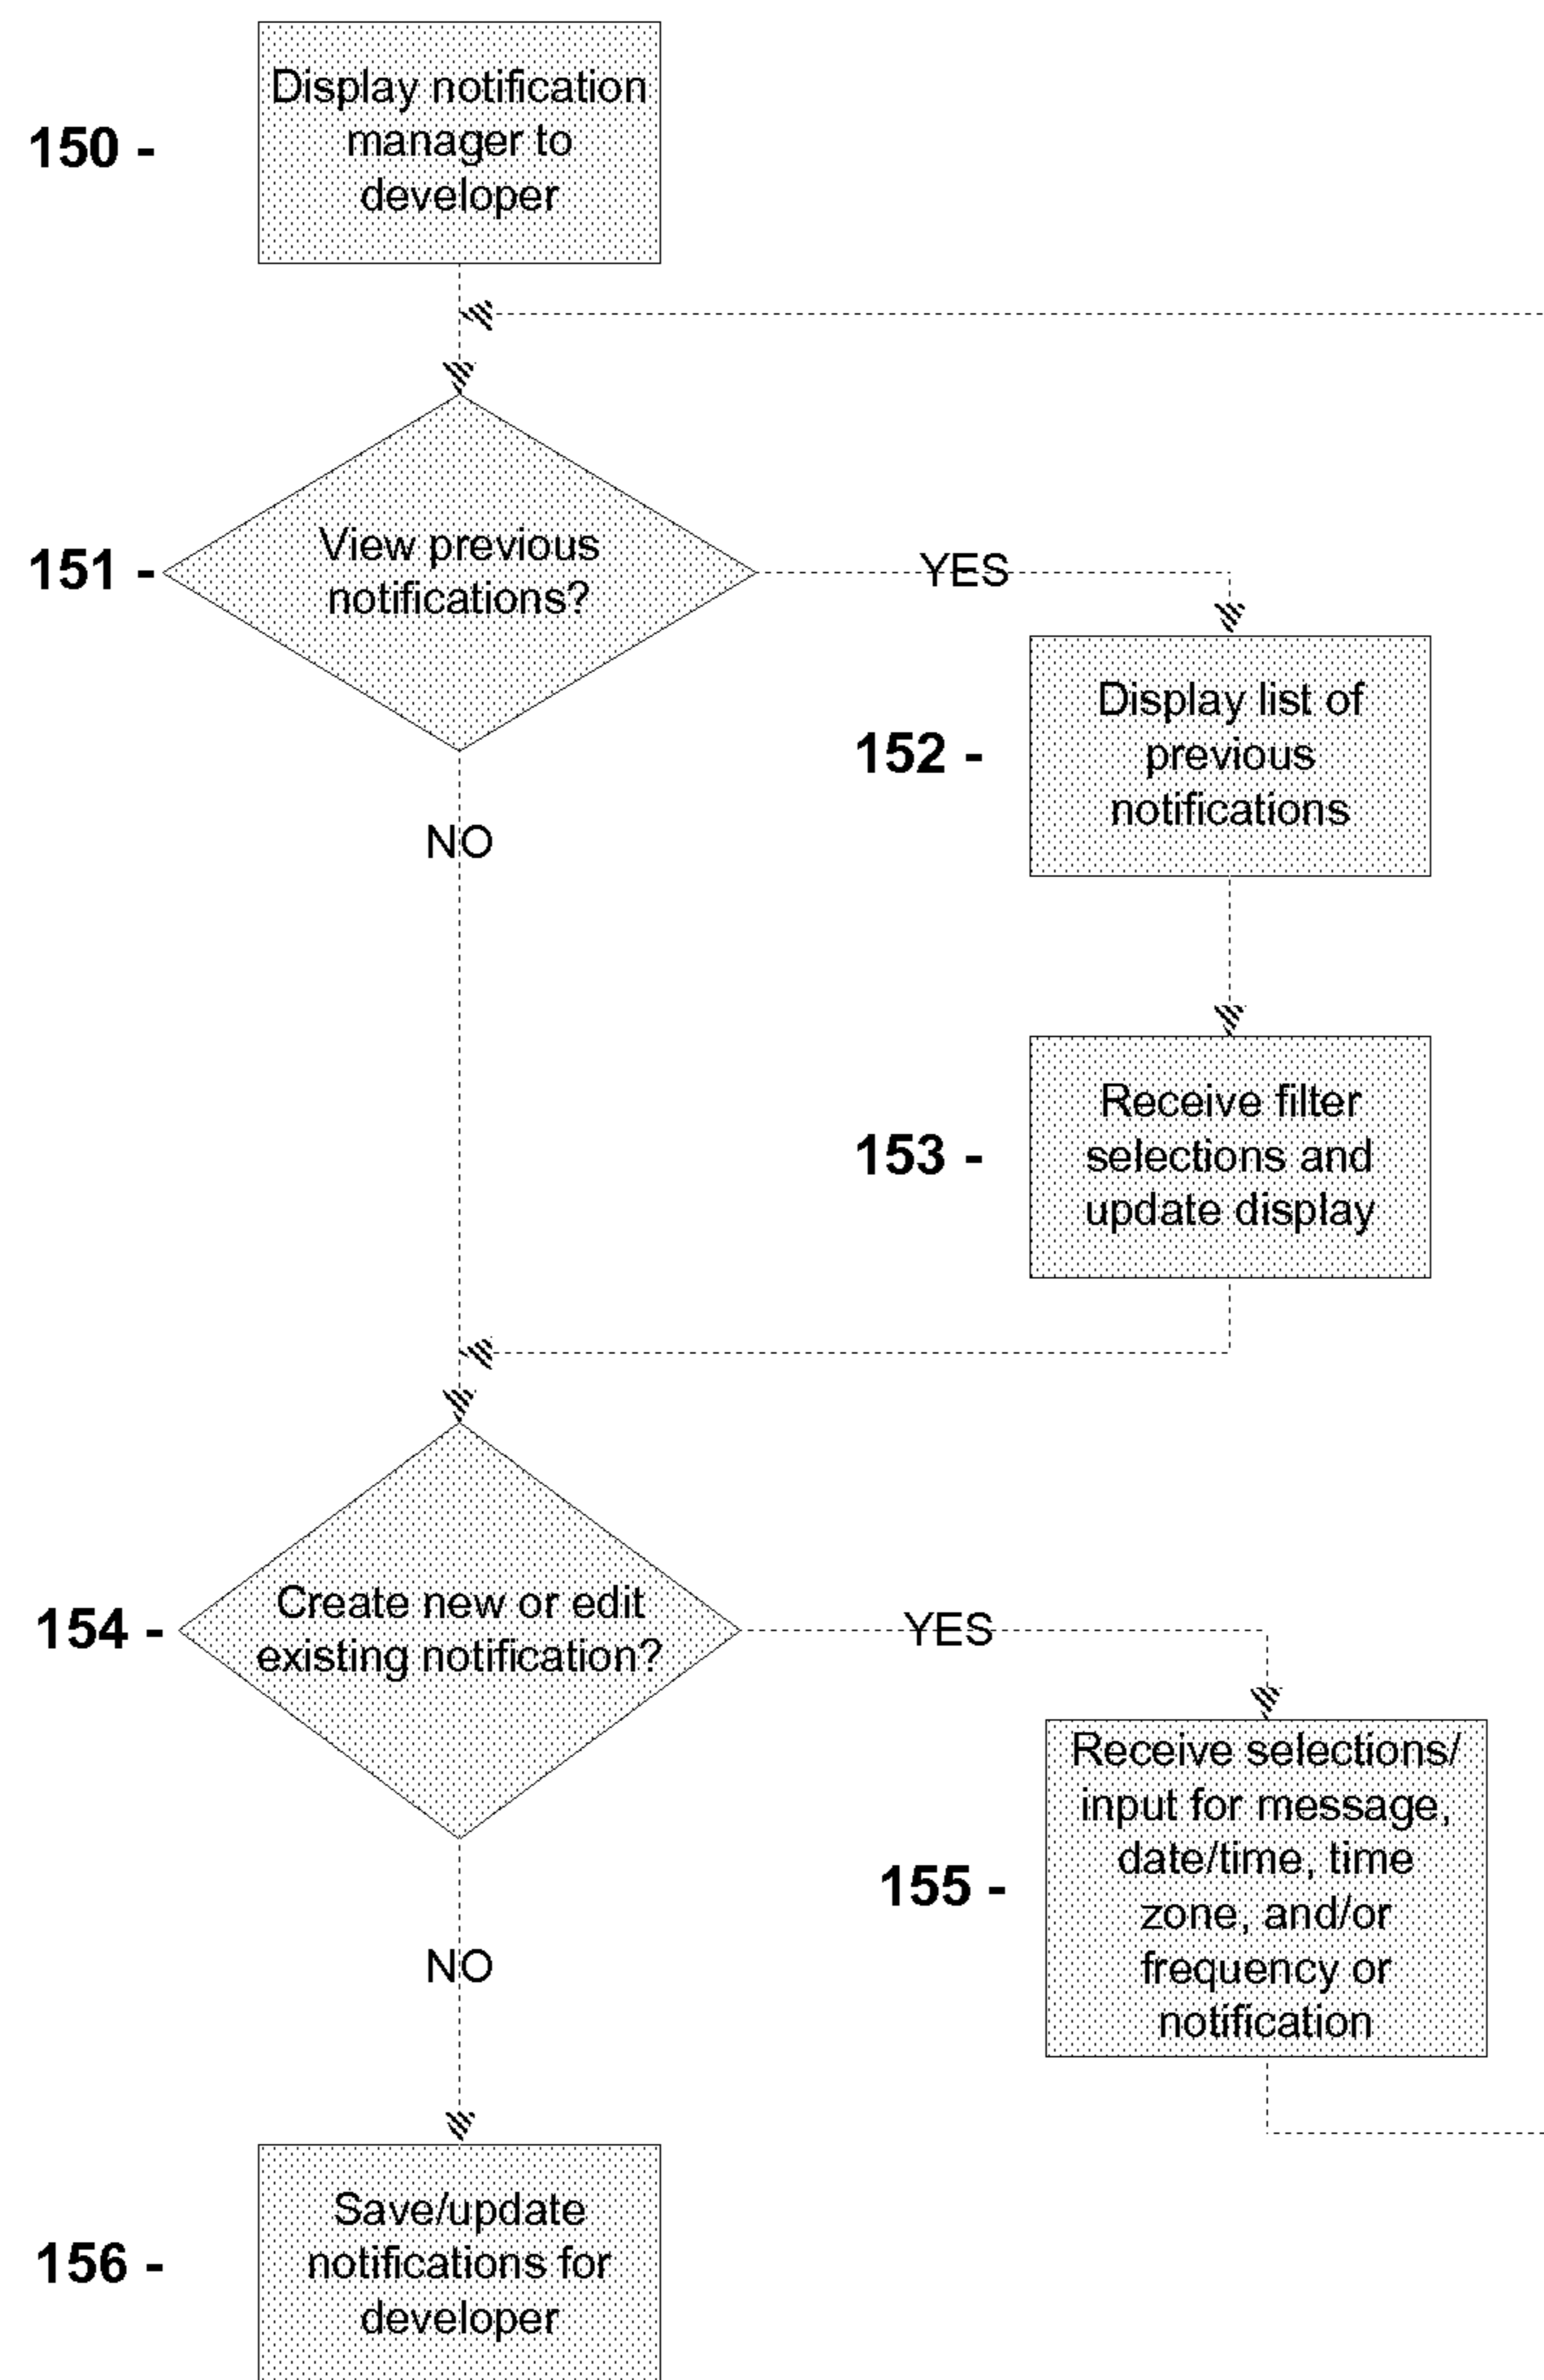 150 -
Display notification
manager to
developer
151 -
View previous
notifications?
YES
NO
152 -
Display list of
previous
notifications
153 -
Receive filter
selections and
update display
154 -
Create new or edit
existing notification?
YES
NO
155 -
Receive selections/
input for message,
date/time, time
zone, and/or
frequency or
notification
156 -
Save/update
notifications for
developer